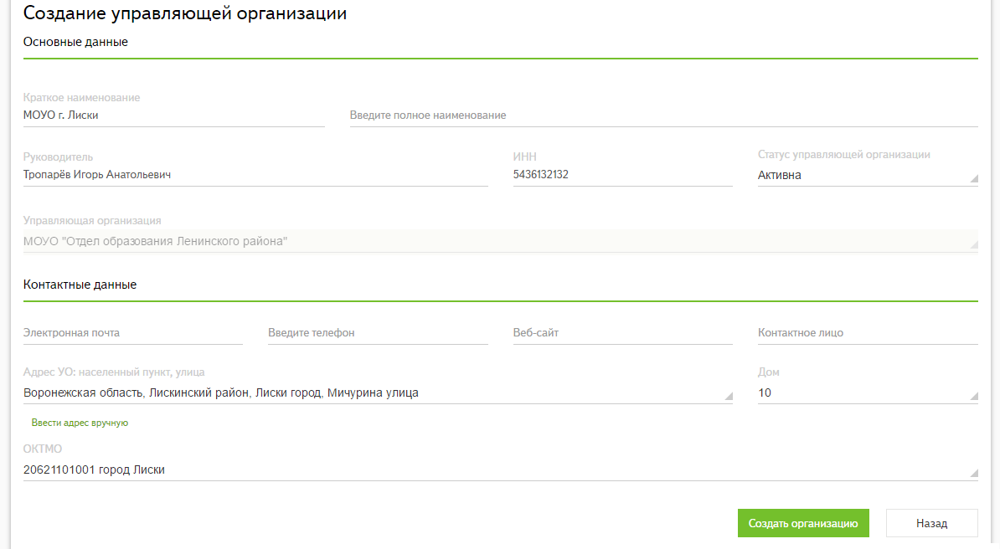 Создание управляющей организации
Основные данные
Краткое наименование
МОУО г. Лиски
Введите полное наименование
Руководитель
ИНН
Статус управляющей организации
Тропарёв Игорь Анатольевич
5436132132
Активна
Управляющая организация
МОУО "Отдел образования Ленинского района"
Контактные данные
Электронная почта
Введите телефон
Веб-сайт
Контактное лицо
Адрес УО: населенный пункт, улица
Дом
Воронежская область, Лискинский район, Лиски город, Мичурина улица
10
Ввести адрес вручную
ОКТМО
20621101001 город Лиски
Создать организацию
Назад